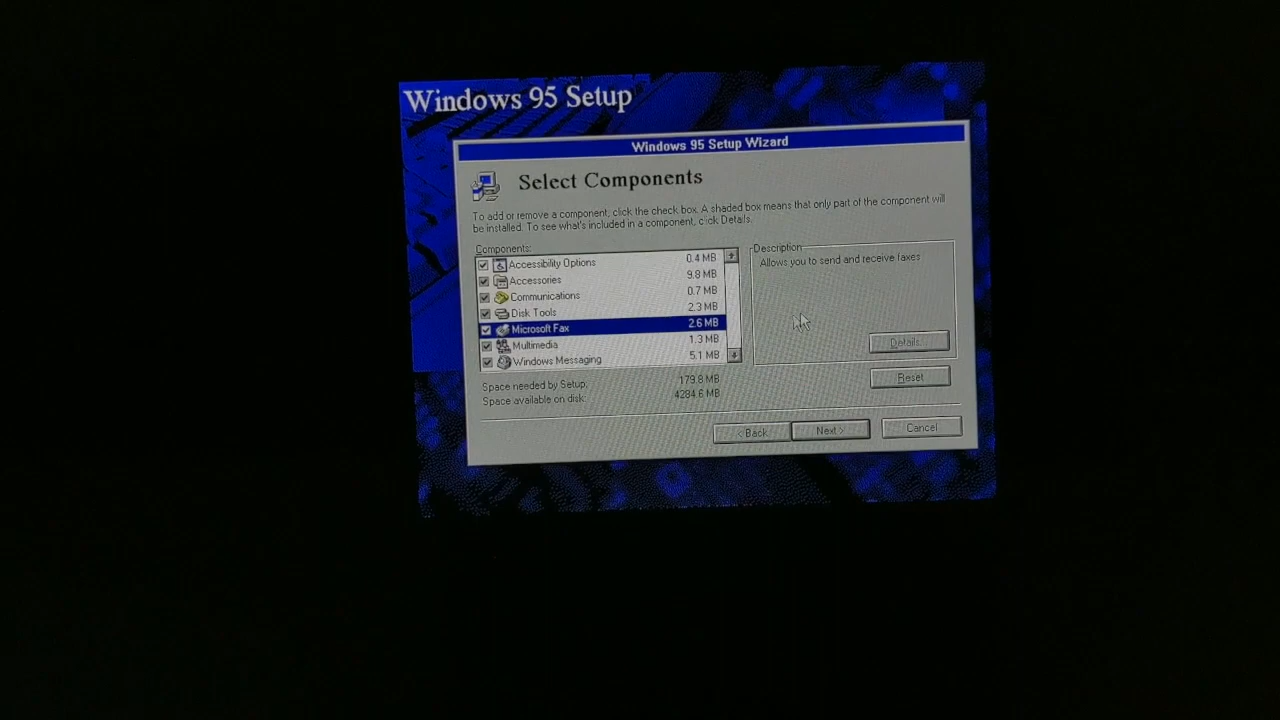 Windows 95 Setup
Windows 95 Setup Wizard
Select Components
To add or remove a component, click the check box. A shaded box means that only part of the component will
be installed. To see what's included in a component, click Details.
Components:
Accessibility Options 0.4 MB
Accessories 9.8 MB
Communications 0.7 MB
Disk Tools 2.3 MB
Microsoft Fax 2.6 MB
Multimedia 1.3 MB
Windows Messaging 5.1 MB
Description
Allows you to send and receive faxes
Details...
Space needed by Setup: 179.8 MB
Space available on disk: 4284.6 MB
Reset
< Back
Next >
Cancel